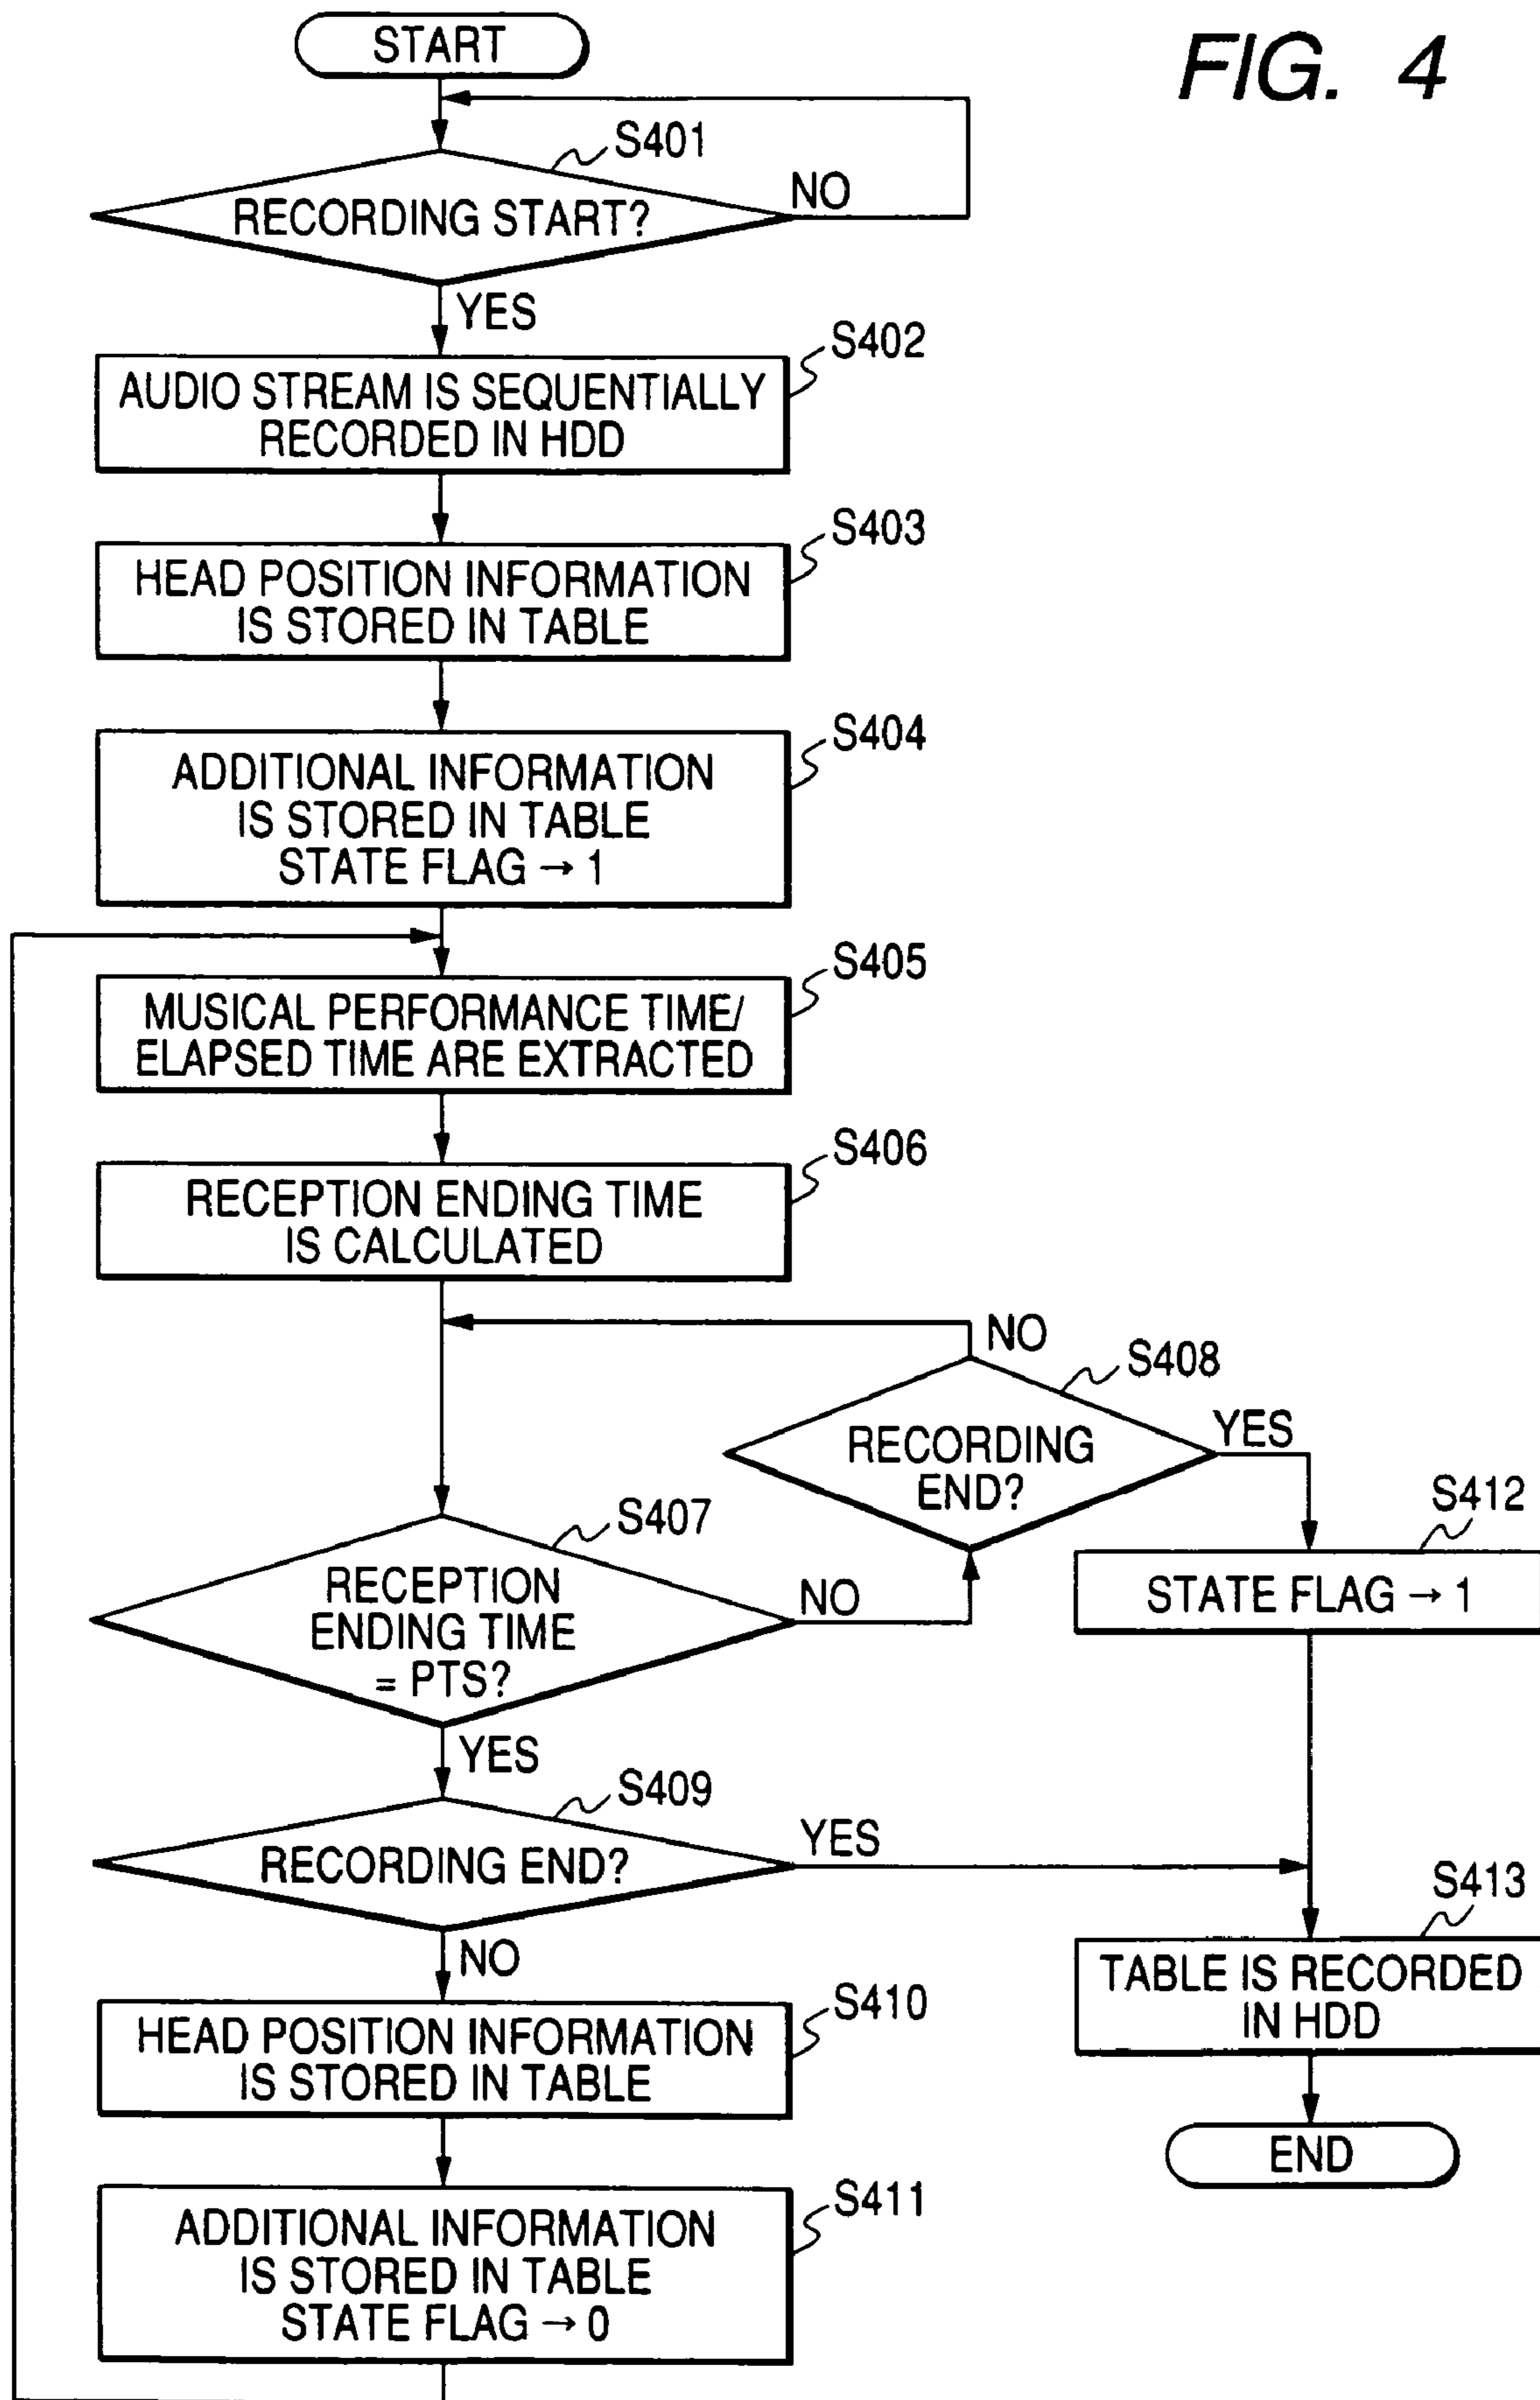 FIG. 4
START
S401
RECORDING START?
NO
YES
S402
AUDIO STREAM IS SEQUENTIALLY
RECORDED IN HDD
S403
HEAD POSITION INFORMATION
IS STORED IN TABLE
S404
ADDITIONAL INFORMATION
IS STORED IN TABLE
STATE FLAG → 1
S405
MUSICAL PERFORMANCE TIME/
ELAPSED TIME ARE EXTRACTED
S406
RECEPTION ENDING TIME
IS CALCULATED
NO
S408
RECORDING
END?
YES
S407
RECEPTION
ENDING TIME
= PTS?
NO
S412
STATE FLAG → 1
YES
S409
RECORDING END?
YES
NO
S413
TABLE IS RECORDED
IN HDD
S410
HEAD POSITION INFORMATION
IS STORED IN TABLE
END
S411
ADDITIONAL INFORMATION
IS STORED IN TABLE
STATE FLAG → 0